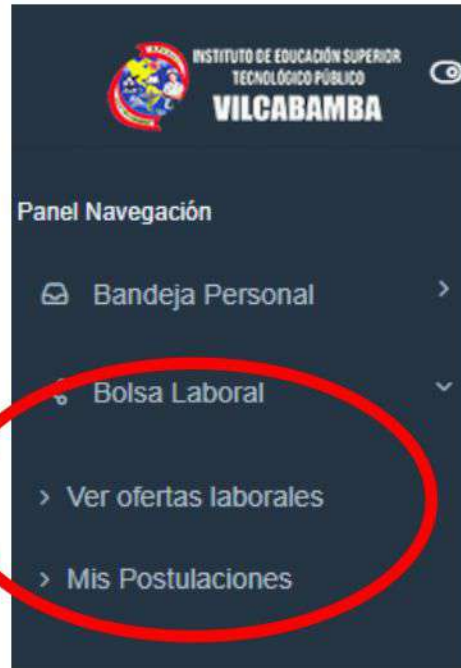 INSTITUTO DE EDUCACIÓN SUPERIOR
TECNOLÓGICO PÚBLICO
VILCABAMBA
Panel Navegación
Bandeja Personal
Bolsa Laboral
Ver ofertas laborales
Mis Postulaciones